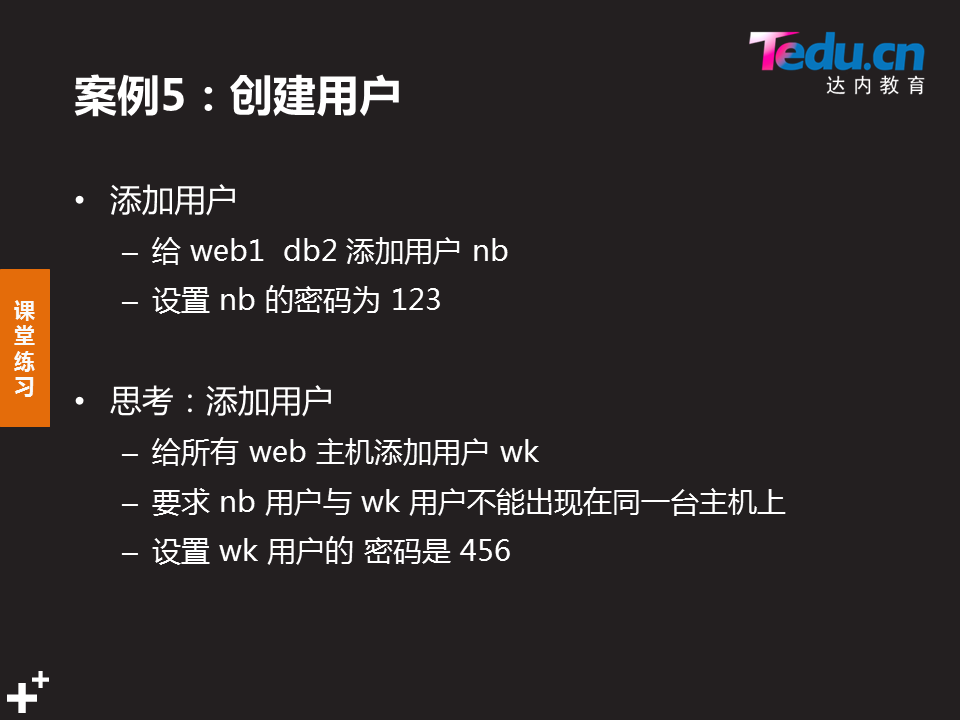 Tedu.cn
达内教育
案例5：创建用户
• 添加用户
– 给 web1 db2 添加用户 nb
– 设置 nb 的密码为 123
课堂练习
• 思考：添加用户
– 给所有 web 主机添加用户 wk
– 要求 nb 用户与 wk 用户不能出现在同一台主机上
– 设置 wk 用户的 密码是 456